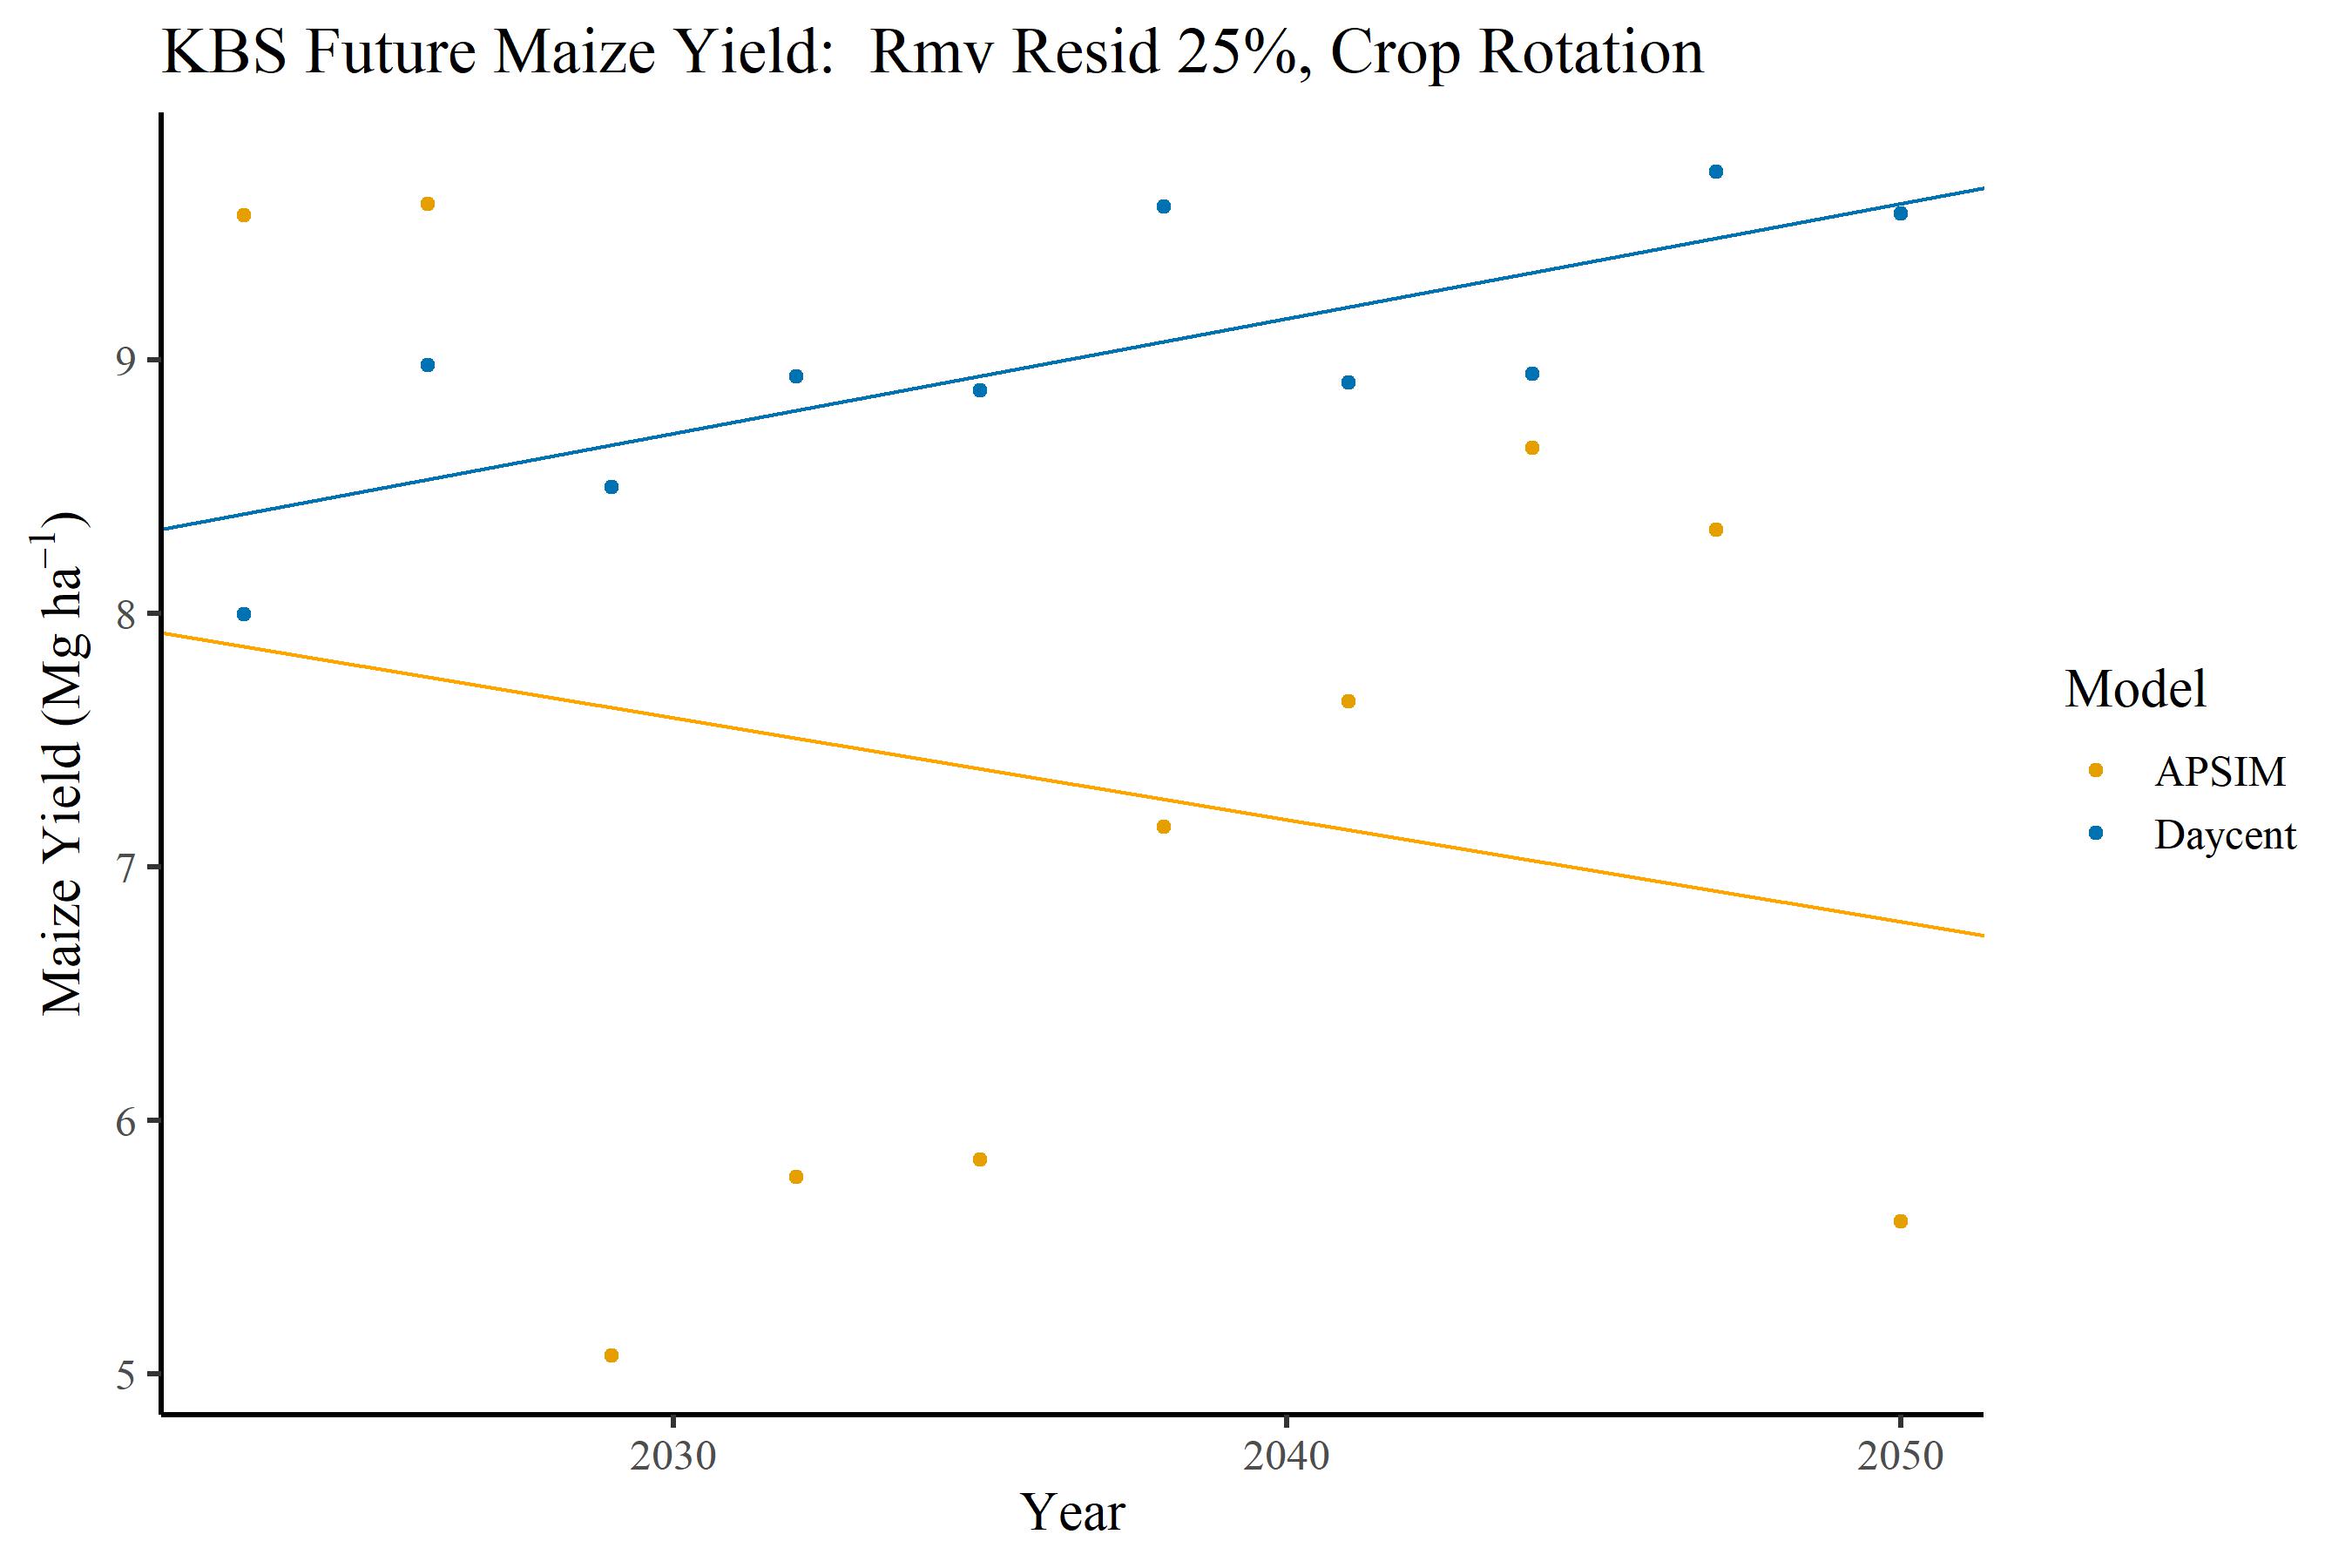 KBS Future Maize Yield:  Rmv Resid 25%, Crop Rotation
Maize Yield (Mg ha⁻¹)
9
8
7
6
5
2030 2040 2050
Year
Model
APSIM
Daycent